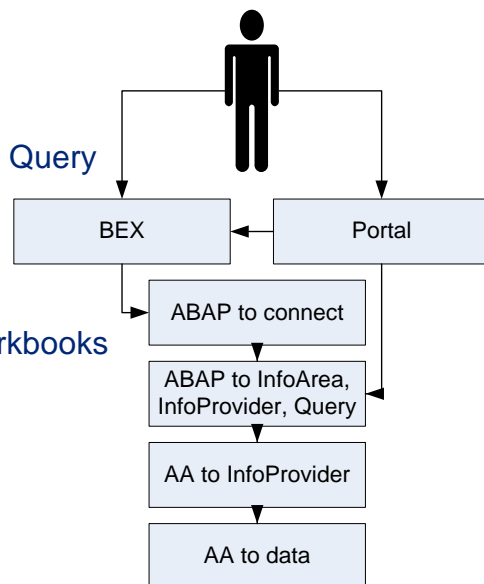 Query
BEX
Portal
ABAP to connect
rkbooks
ABAP to InfoArea,
InfoProvider, Query
AA to InfoProvider
AA to data